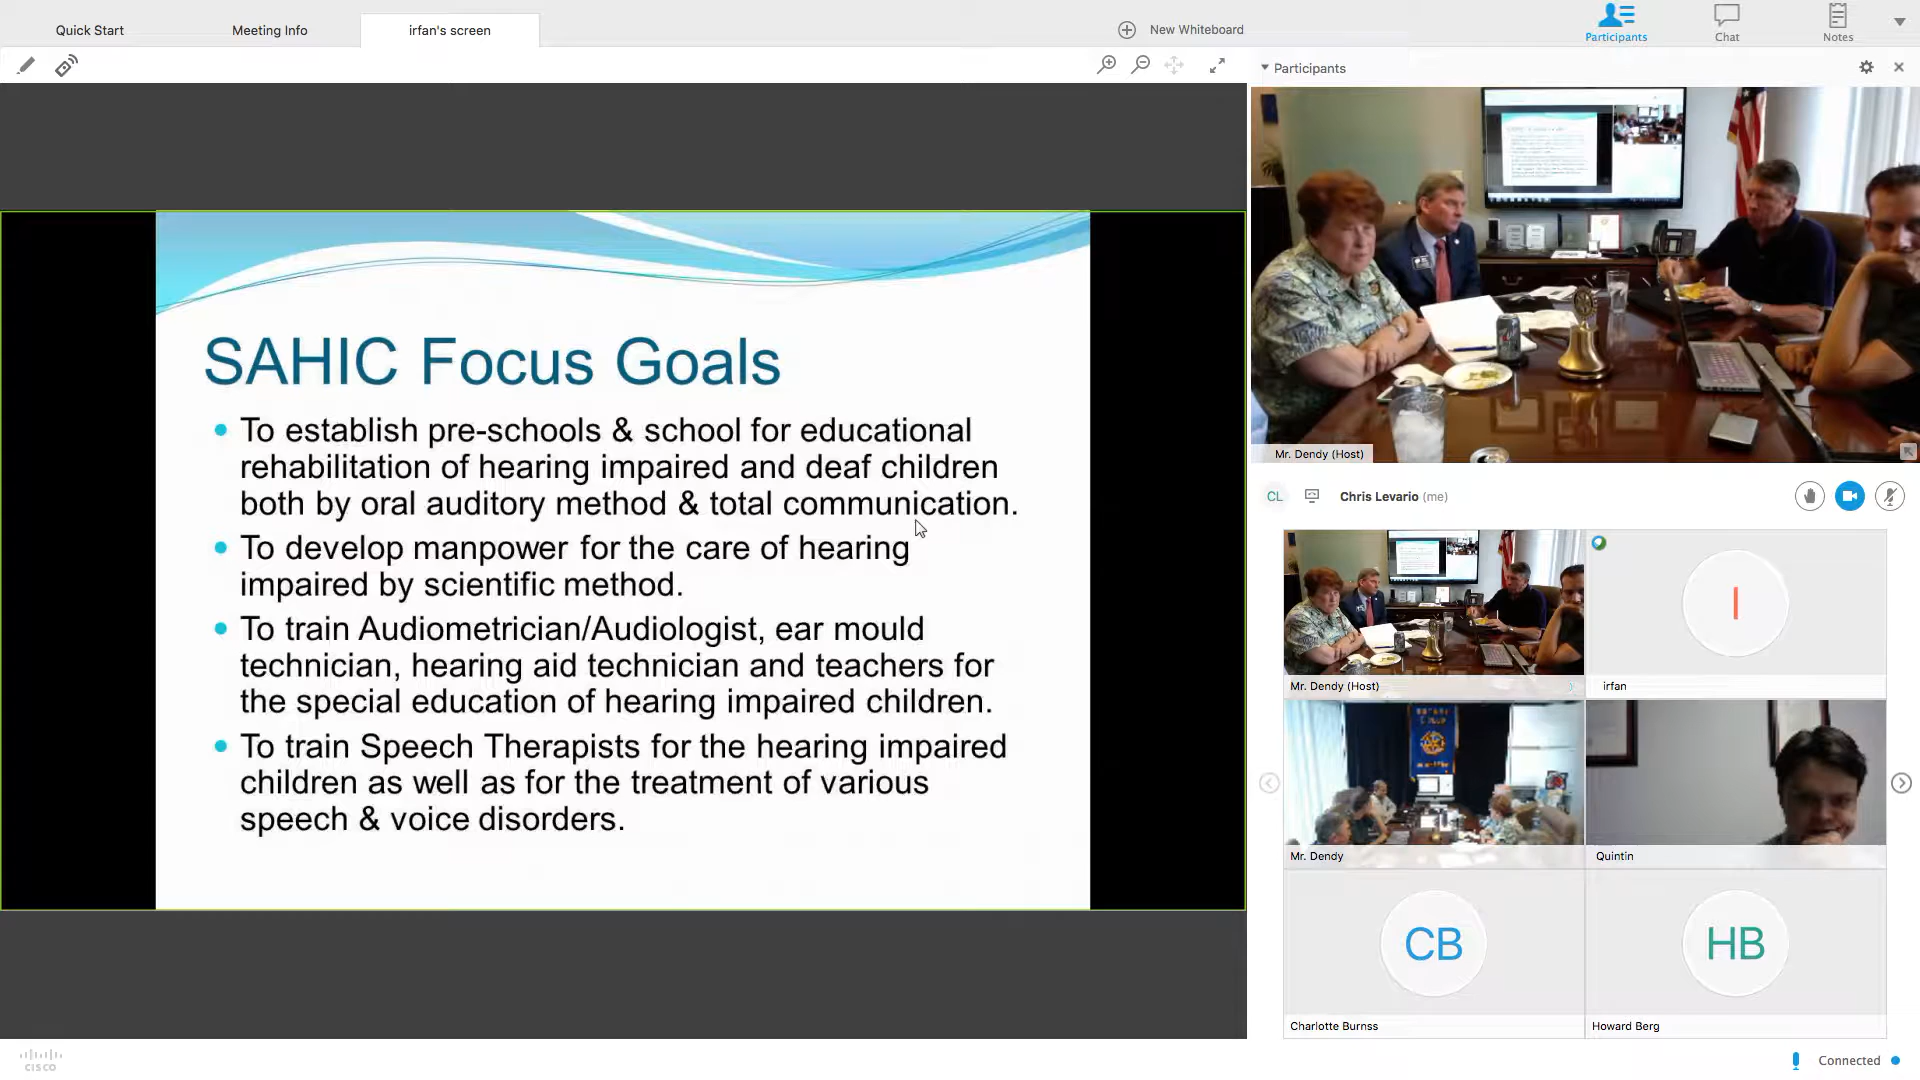 Quick Start
Meeting Info
irfan's screen
New Whiteboard
Participants
Chat
Notes
Participants
SAHIC Focus Goals
To establish pre-schools & school for educational
rehabilitation of hearing impaired and deaf children
both by oral auditory method & total communication.
To develop manpower for the care of hearing
impaired by scientific method.
To train Audiometrician/Audiologist, ear mould
technician, hearing aid technician and teachers for
the special education of hearing impaired children.
To train Speech Therapists for the hearing impaired
children as well as for the treatment of various
speech & voice disorders.
Mr. Dendy (Host)
CL
Chris Levario (me)
Mr. Dendy (Host)
I
irfan
Mr. Dendy
Quintin
CB
Charlotte Burnss
HB
Howard Berg
CISCO
Connected